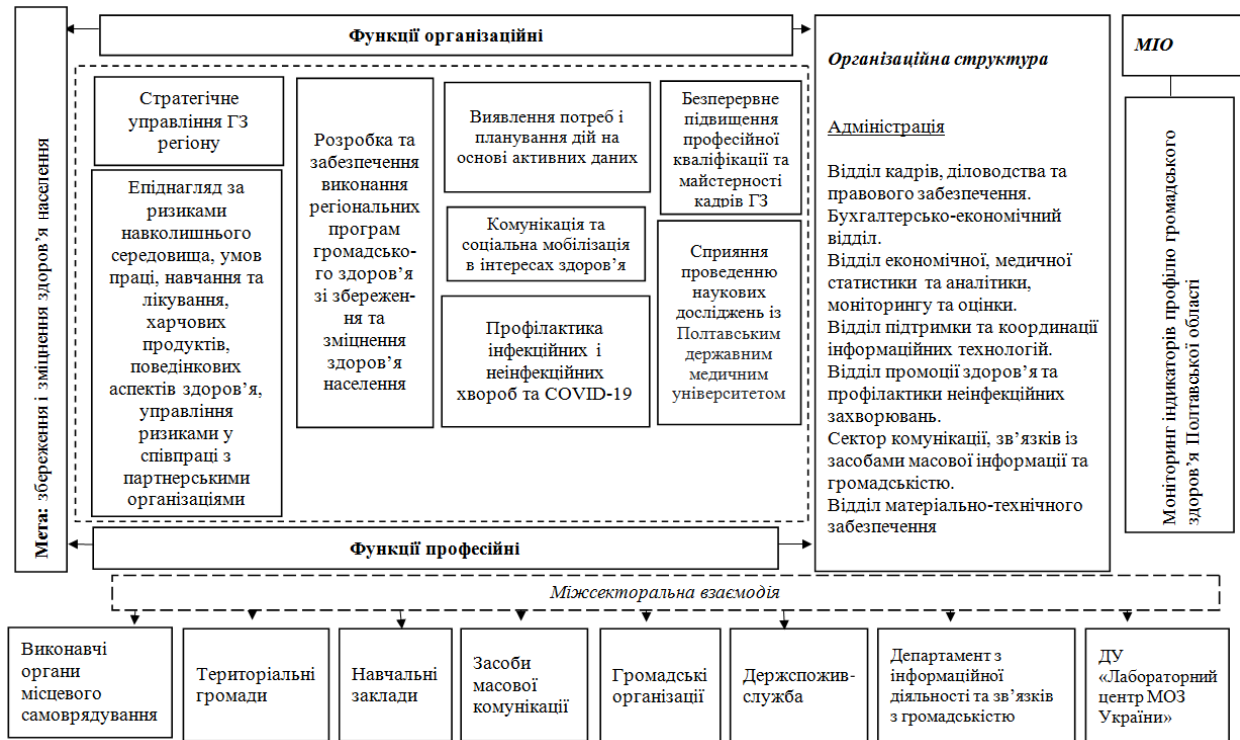 Мета: збереження і зміцнення здоров’я населення
Функції організаційні
Стратегічне
управління ГЗ
регіону
Епіднагляд за
ризиками
навколишнього
середовища, умов
праці, навчання та
лікування,
харчових
продуктів,
поведінкових
аспектів здоров’я,
управління
ризиками у
співпраці з
партнерськими
організаціями
Розробка та
забезпечення
виконання
регіональних
програм
громадсько-
го здоров’я
зі збережен-
ня та
зміцнення
здоров’я
населення
Виявлення потреб і
планування дій на
основі активних даних
Комунікація та
соціальна мобілізація
в інтересах здоров’я
Профілактика
інфекційних і
неінфекційних
хвороб та COVID-19
Безперервне
підвищення
професійної
кваліфікації та
майстерності
кадрів ГЗ
Сприяння
проведенню
наукових
досліджень із
Полтавським
державним
медичним
університетом
Функції професійні
Організаційна структура
Адміністрація
Відділ кадрів, діловодства та
правового забезпечення.
Бухгалтерсько-економічний
відділ.
Відділ економічної, медичної
статистики та аналітики,
моніторингу та оцінки.
Відділ підтримки та координації
інформаційних технологій.
Відділ промоції здоров’я та
профілактики неінфекційних
захворювань.
Сектор комунікації, зв’язків із
засобами масової інформації та
громадськістю.
Відділ матеріально-технічного
забезпечення
МІО
Моніторинг індикаторів профілю громадського
здоров’я Полтавської області
Міжсекторальна взаємодія
Виконавчі
органи
місцевого
самоврядування
Територіальні
громади
Навчальні
заклади
Засоби
масової
комунікації
Громадські
організації
Держспожив-
служба
Департамент з
інформаційної
діяльності та зв’язків
з громадськістю
ДУ
«Лабораторний
центр МОЗ
України»